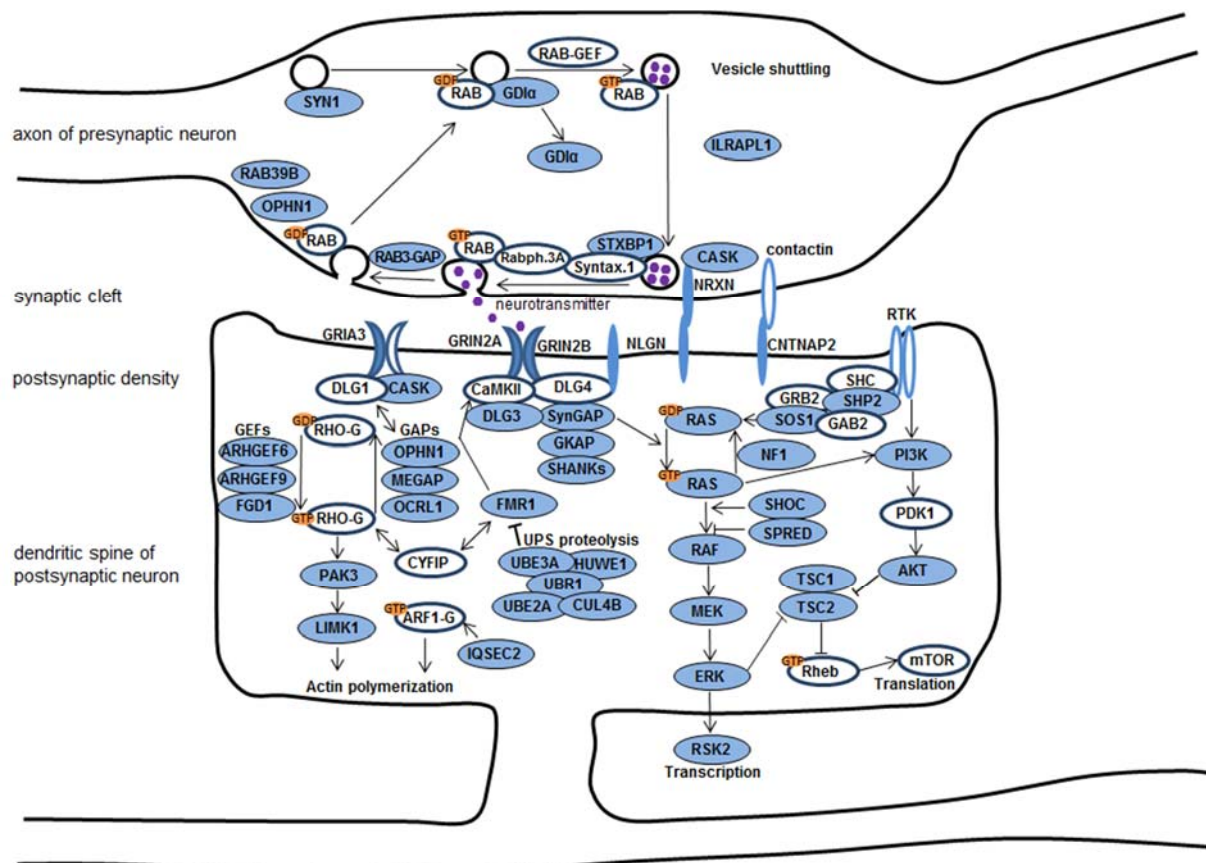 RAB-GEF
Vesicle shuttling
GDP
RAB
GDIα
GTP
RAB
SYN1
axon of presynaptic neuron
GDIα
ILRAPL1
RAB39B
OPHN1
GDP
RAB
RAB3-GAP
GTP
RAB
Rabph.3A
STXBP1
Syntax.1
CASK
contactin
NRXN
synaptic cleft
neurotransmitter
GRIA3
GRIN2A
GRIN2B
NLGN
CNTNAP2
RTK
postsynaptic density
DLG1
CASK
CaMKII
DLG4
DLG3
SynGAP
GKAP
SHANKs
SHC
GRB2
SHP2
SOS1
GAB2
GDP
RAS
NF1
PI3K
GEFs
ARHGEF6
ARHGEF9
FGD1
GDP
RHO-G
GAPs
OPHN1
MEGAP
OCRL1
GTP
RHO-G
FMR1
GTP
RAS
SHOC
SPRED
PDK1
dendritic spine of
postsynaptic neuron
CYFIP
UPS proteolysis
UBE3A
HUWE1
UBR1
UBE2A
CUL4B
RAF
AKT
TSC1
TSC2
PAK3
LIMK1
GTP
ARF1-G
IQSEC2
MEK
ERK
GTP
Rheb
mTOR
Translation
Actin polymerization
RSK2
Transcription